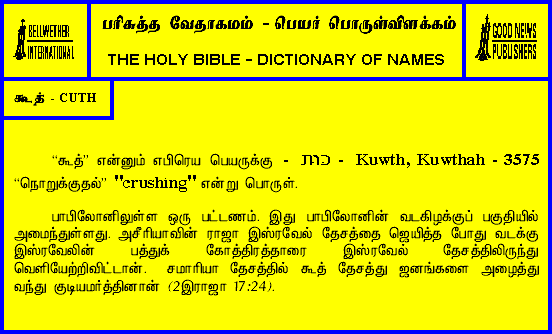 BELLWETHER
INTERNATIONAL
பரிசுத்த வேதாகமம் - பெயர் பொருள்விளக்கம்
THE HOLY BIBLE - DICTIONARY OF NAMES
GOOD NEWS
PUBLISHERS
கூத் - CUTH
“கூத்” என்னும் எபிரெய பெயருக்கு - כות - Kuwth, Kuwthah - 3575
“நொறுக்குதல்” "crushing" என்று பொருள்.
பாபிலோனிலுள்ள ஒரு பட்டணம். இது பாபிலோனின் வடகிழக்குப் பகுதியில்
அமைந்துள்ளது. அசீரியாவின் ராஜா இஸ்ரவேல் தேசத்தை ஜெயித்த போது வடக்கு
இஸ்ரவேலின் பத்துக் கோத்திரத்தாரை இஸ்ரவேல் தேசத்திலிருந்து
வெளியேற்றிவிட்டான். சமாரியா தேசத்தில் கூத் தேசத்து ஜனங்களை அழைத்து
வந்து குடியமர்த்தினான் (2இராஜா 17:24).